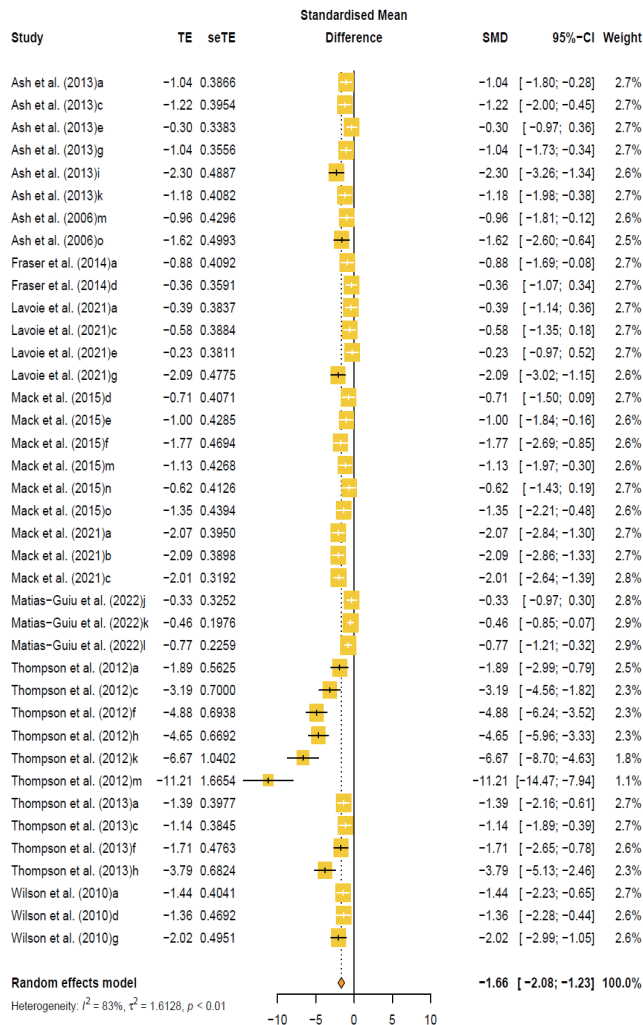 Standardised Mean
Study TE seTE Difference SMD 95%−CI Weight
Ash et al. (2013)a −1.04 0.3866 −1.04 [ −1.80; −0.28] 2.7%
Ash et al. (2013)c −1.22 0.3954 −1.22 [ −2.00; −0.45] 2.7%
Ash et al. (2013)e −0.30 0.3383 −0.30 [ −0.97; 0.36] 2.7%
Ash et al. (2013)g −1.04 0.3556 −1.04 [ −1.73; −0.34] 2.7%
Ash et al. (2013)i −2.30 0.4887 −2.30 [ −3.26; −1.34] 2.6%
Ash et al. (2013)k −1.18 0.4082 −1.18 [ −1.98; −0.38] 2.7%
Ash et al. (2006)m −0.96 0.4296 −0.96 [ −1.81; −0.12] 2.6%
Ash et al. (2006)o −1.62 0.4993 −1.62 [ −2.60; −0.64] 2.5%
Fraser et al. (2014)a −0.88 0.4092 −0.88 [ −1.69; −0.08] 2.7%
Fraser et al. (2014)d −0.36 0.3591 −0.36 [ −1.07; 0.34] 2.7%
Lavoie et al. (2021)a −0.39 0.3837 −0.39 [ −1.14; 0.36] 2.7%
Lavoie et al. (2021)c −0.58 0.3884 −0.58 [ −1.35; 0.18] 2.7%
Lavoie et al. (2021)e −0.23 0.3811 −0.23 [ −0.97; 0.52] 2.7%
Lavoie et al. (2021)g −2.09 0.4775 −2.09 [ −3.02; −1.15] 2.6%
Mack et al. (2015)d −0.71 0.4071 −0.71 [ −1.50; 0.09] 2.7%
Mack et al. (2015)e −1.00 0.4285 −1.00 [ −1.84; −0.16] 2.7%
Mack et al. (2015)f −1.77 0.4694 −1.77 [ −2.69; −0.85] 2.6%
Mack et al. (2015)m −1.13 0.4268 −1.13 [ −1.97; −0.30] 2.6%
Mack et al. (2015)n −0.62 0.4126 −0.62 [ −1.43; 0.19] 2.7%
Mack et al. (2015)o −1.35 0.4394 −1.35 [ −2.21; −0.48] 2.6%
Mack et al. (2021)a −2.07 0.3950 −2.07 [ −2.84; −1.30] 2.7%
Mack et al. (2021)b −2.09 0.3898 −2.09 [ −2.86; −1.33] 2.7%
Mack et al. (2021)c −2.01 0.3192 −2.01 [ −2.64; −1.39] 2.8%
Matias−Guiu et al. (2022)j −0.33 0.3252 −0.33 [ −0.97; 0.30] 2.8%
Matias−Guiu et al. (2022)k −0.46 0.1976 −0.46 [ −0.85; −0.07] 2.9%
Matias−Guiu et al. (2022)l −0.77 0.2259 −0.77 [ −1.21; −0.32] 2.9%
Thompson et al. (2012)a −1.89 0.5625 −1.89 [ −2.99; −0.79] 2.5%
Thompson et al. (2012)c −3.19 0.7000 −3.19 [ −4.56; −1.82] 2.3%
Thompson et al. (2012)f −4.88 0.6938 −4.88 [ −6.24; −3.52] 2.3%
Thompson et al. (2012)h −4.65 0.6692 −4.65 [ −5.96; −3.33] 2.3%
Thompson et al. (2012)k −6.67 1.0402 −6.67 [ −8.70; −4.63] 1.8%
Thompson et al. (2012)m −11.21 1.6654 −11.21 [−14.47; −7.94] 1.1%
Thompson et al. (2013)a −1.39 0.3977 −1.39 [ −2.16; −0.61] 2.7%
Thompson et al. (2013)c −1.14 0.3845 −1.14 [ −1.89; −0.39] 2.7%
Thompson et al. (2013)f −1.71 0.4763 −1.71 [ −2.65; −0.78] 2.6%
Thompson et al. (2013)h −3.79 0.6824 −3.79 [ −5.13; −2.46] 2.3%
Wilson et al. (2010)a −1.44 0.4041 −1.44 [ −2.23; −0.65] 2.7%
Wilson et al. (2010)d −1.36 0.4692 −1.36 [ −2.28; −0.44] 2.6%
Wilson et al. (2010)g −2.02 0.4951 −2.02 [ −2.99; −1.05] 2.6%
Random effects model −1.66 [ −2.08; −1.23] 100.0%
Heterogeneity: I² = 83%, τ² = 1.6128, p < 0.01
−10 −5 0 5 10